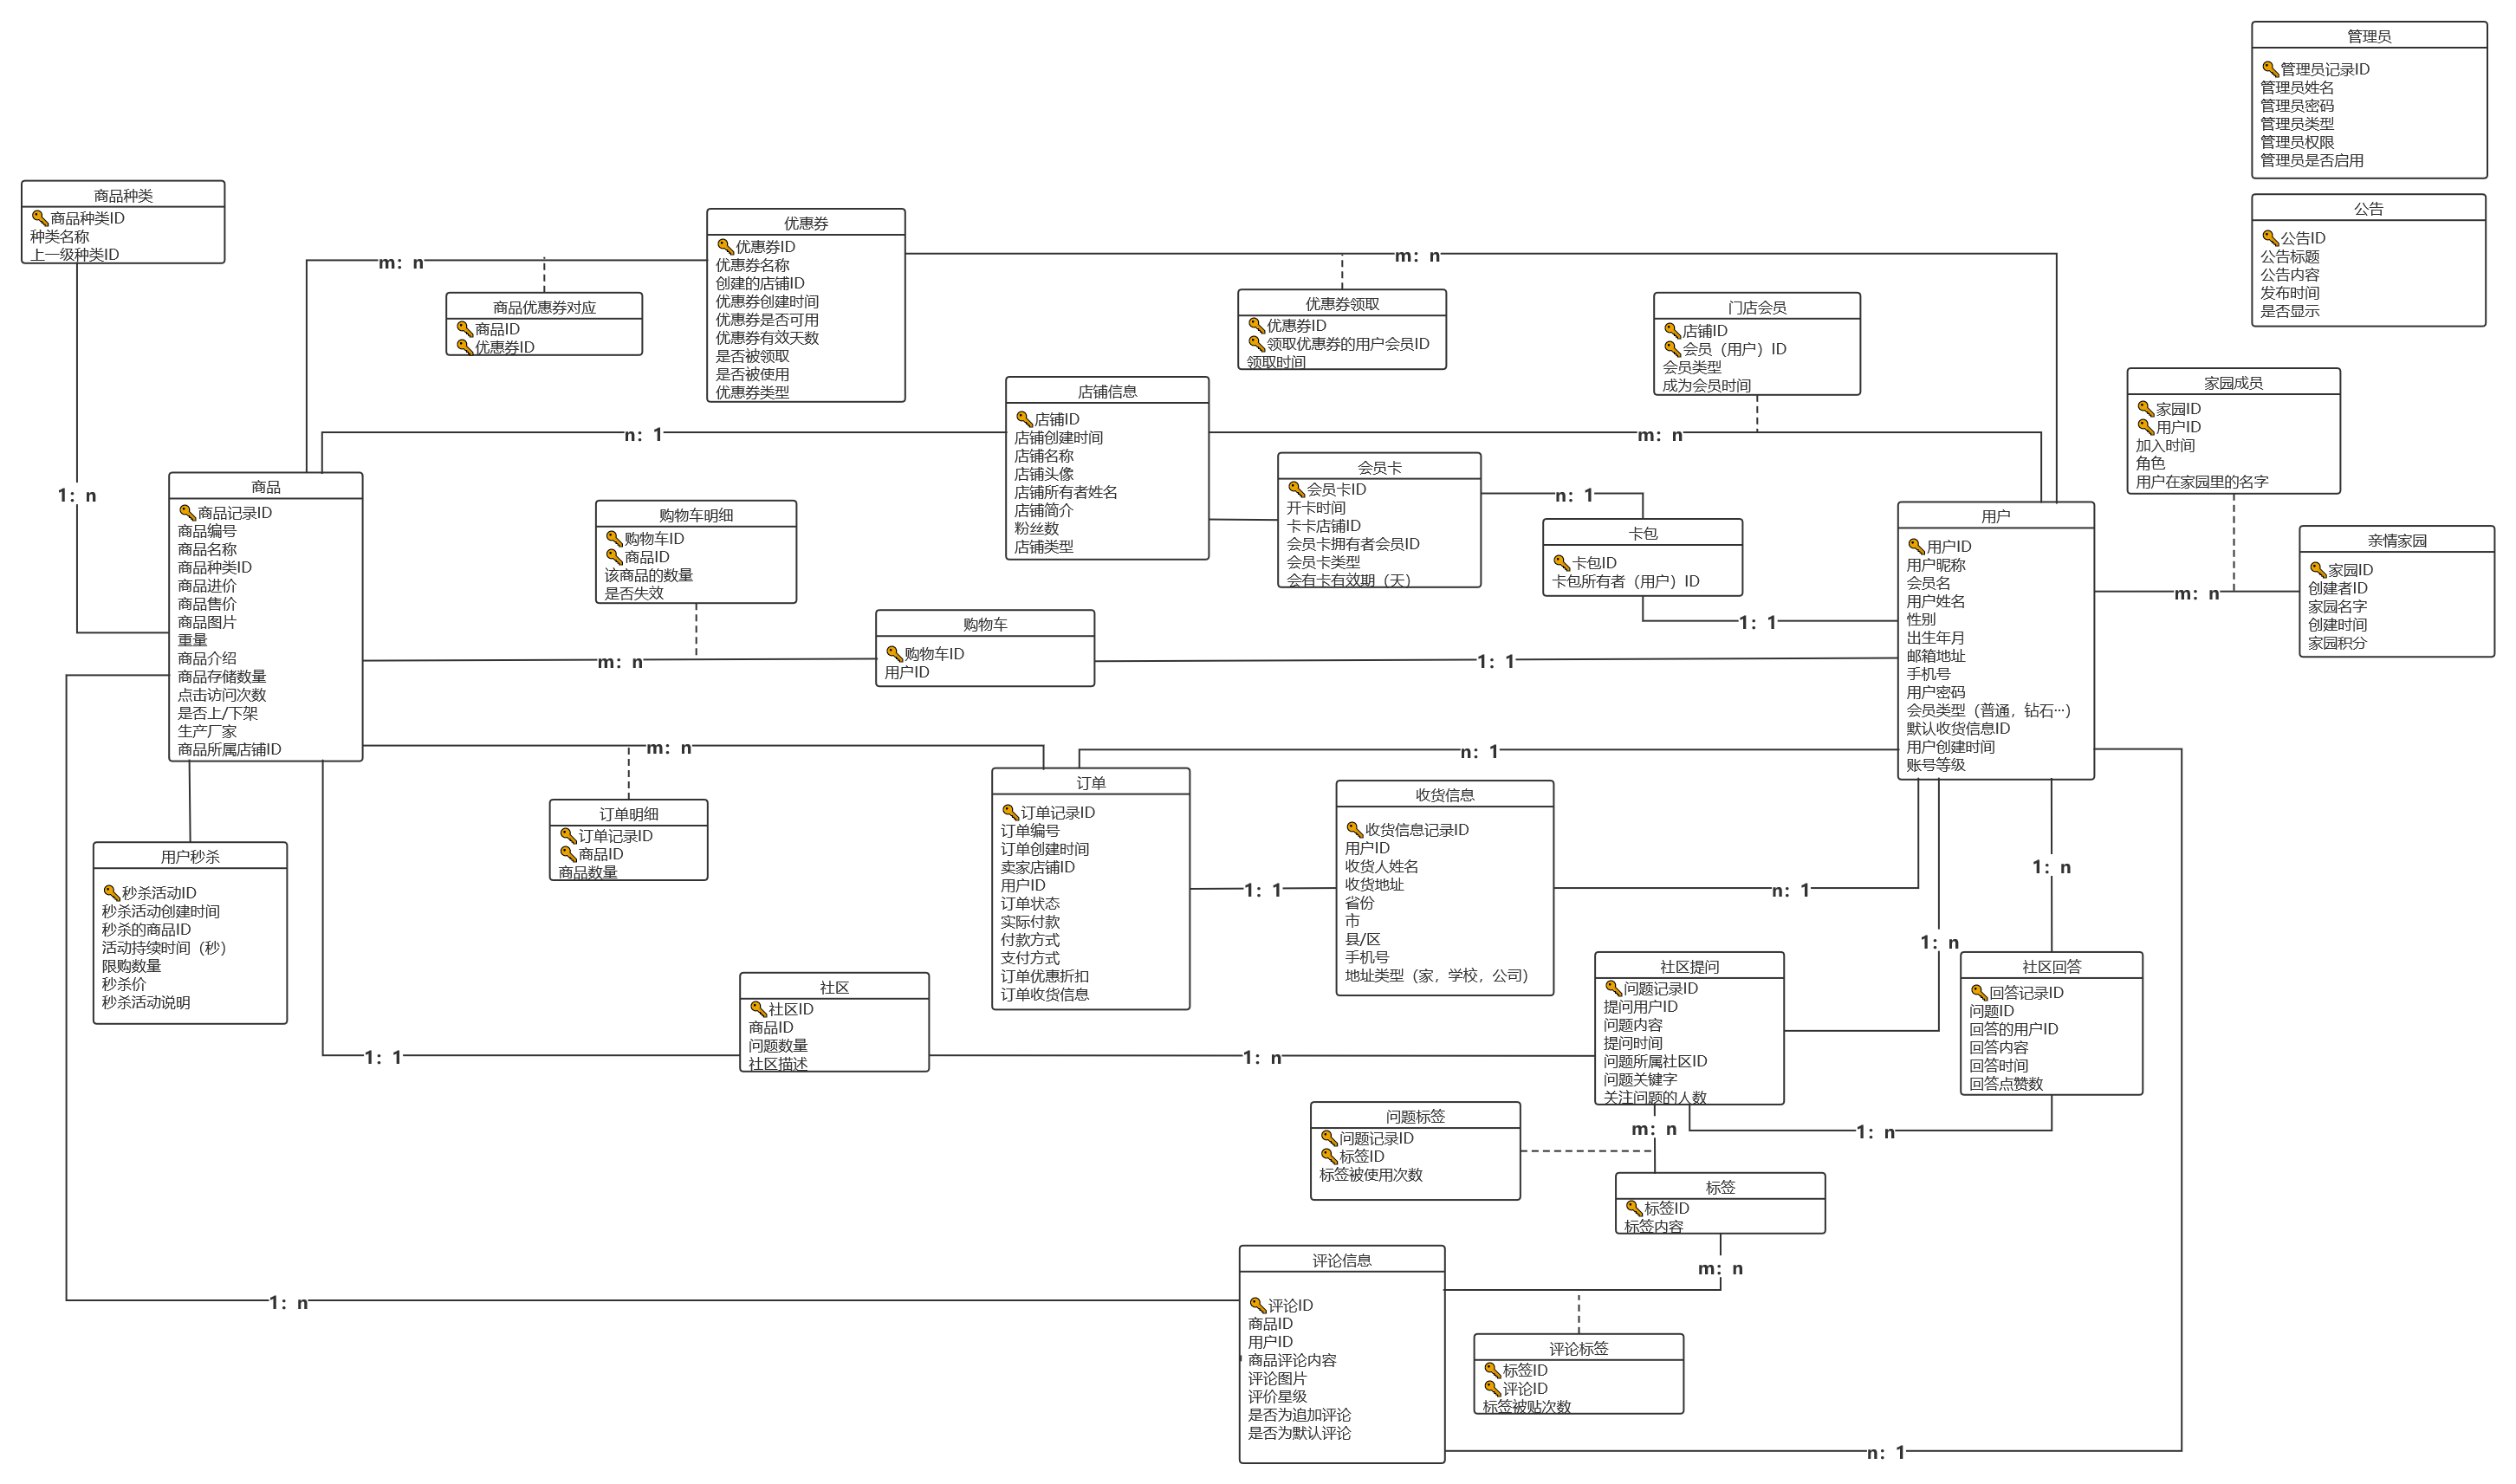 管理员
管理员记录ID
管理员姓名
管理员密码
管理员类型
管理员权限
管理员是否启用
公告
公告ID
公告标题
公告内容
发布时间
是否显示
商品种类
商品种类ID
种类名称
上一级种类ID
1：n
m：n
商品优惠券对应
商品ID
优惠券ID
优惠券
优惠券ID
优惠券名称
创建的店铺ID
优惠券创建时间
优惠券是否可用
优惠券有效天数
是否被领取
是否被使用
优惠券类型
m：n
优惠券领取
优惠券ID
领取优惠券的用户会员ID
领取时间
门店会员
店铺ID
会员（用户）ID
会员类型
成为会员时间
家园成员
家园ID
用户ID
加入时间
角色
用户在家园里的名字
n：1
店铺信息
店铺ID
店铺创建时间
店铺名称
店铺头像
店铺所有者姓名
店铺简介
粉丝数
店铺类型
m：n
会员卡
会员卡ID
开卡时间
卡卡店铺ID
会员卡拥有者会员ID
会员卡类型
会有卡有效期（天）
n：1
卡包
卡包ID
卡包所有者（用户）ID
1：1
商品
商品记录ID
商品编号
商品名称
商品种类ID
商品进价
商品售价
商品图片
重量
商品介绍
商品存储数量
点击访问次数
是否上/下架
生产厂家
商品所属店铺ID
购物车明细
购物车ID
商品ID
该商品的数量
是否失效
m：n
购物车
购物车ID
用户ID
1：1
用户
用户ID
用户昵称
会员名
用户姓名
性别
出生年月
邮箱地址
手机号
用户密码
会员类型（普通，钻石···）
默认收货信息ID
用户创建时间
账号等级
m：n
亲情家园
家园ID
创建者ID
家园名字
创建时间
家园积分
m：n
n：1
用户秒杀
秒杀活动ID
秒杀活动创建时间
秒杀的商品ID
活动持续时间（秒）
限购数量
秒杀价
秒杀活动说明
订单明细
订单记录ID
商品ID
商品数量
订单
订单记录ID
订单编号
订单创建时间
卖家店铺ID
用户ID
订单状态
实际付款
付款方式
支付方式
订单优惠折扣
订单收货信息
1：1
收货信息
收货信息记录ID
用户ID
收货人姓名
收货地址
省份
市
县/区
手机号
地址类型（家，学校，公司）
n：1
1：n
1：n
社区
社区ID
商品ID
问题数量
社区描述
1：1
1：n
社区提问
问题记录ID
提问用户ID
问题内容
提问时间
问题所属社区ID
问题关键字
关注问题的人数
社区回答
回答记录ID
问题ID
回答的用户ID
回答内容
回答时间
回答点赞数
m：n
1：n
问题标签
问题记录ID
标签ID
标签被使用次数
标签
标签ID
标签内容
m：n
1：n
评论信息
评论ID
商品ID
用户ID
商品评论内容
评论图片
评价星级
是否为追加评论
是否为默认评论
评论标签
标签ID
评论ID
标签被贴次数
n：1